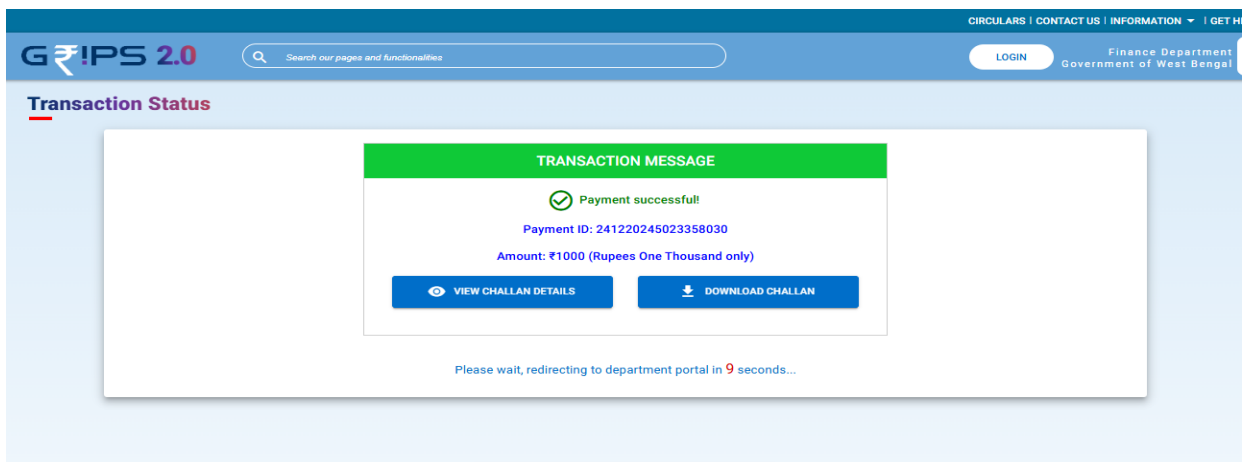 CIRCULARS | CONTACT US | INFORMATION | GET H
G₹!PS 2.0
Search our pages and functionalities
LOGIN
Finance Department
Government of West Bengal
Transaction Status
TRANSACTION MESSAGE
Payment successful!
Payment ID: 241220245023358030
Amount: ₹1000 (Rupees One Thousand only)
VIEW CHALLAN DETAILS
DOWNLOAD CHALLAN
Please wait, redirecting to department portal in 9 seconds...